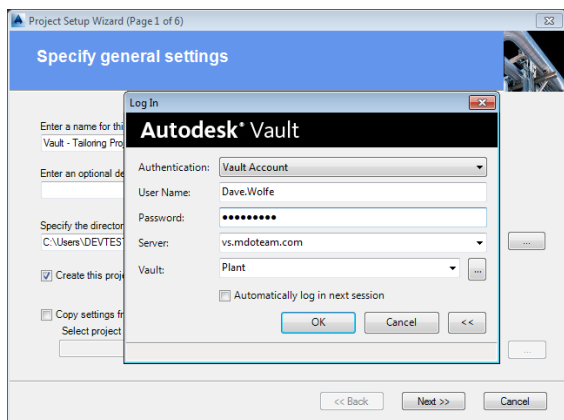 Project Setup Wizard (Page 1 of 6)
Specify general settings
Enter a name for thi
Vault - Tailoring Proj
Enter an optional de
Specify the director
C:\Users\DEVTEST
...
Create this proje
Copy settings fr
Select project
...
Log In
Autodesk® Vault
Authentication: Vault Account
User Name: Dave.Wolfe
Password: •••••••••
Server: vs.mdoteam.com
Vault: Plant ...
Automatically log in next session
OK Cancel <<
<< Back Next >> Cancel